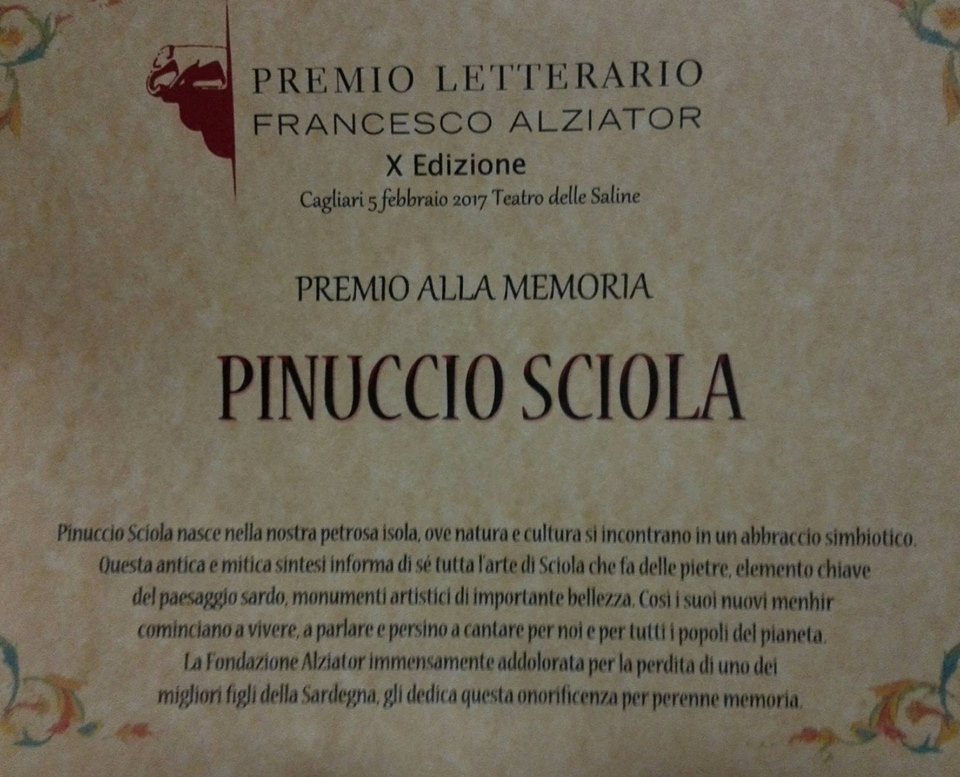 PREMIO LETTERARIO
FRANCESCO ALZIATOR
X Edizione
Cagliari 5 febbraio 2017 Teatro delle Saline
PREMIO ALLA MEMORIA
PINUCCIO SCIOLA
Pinuccio Sciola nasce nella nostra petrosa isola, ove natura e cultura si incontrano in un abbraccio simbiotico.
Questa antica e mitica sintesi informa di sé tutta l'arte di Sciola che fa delle pietre, elemento chiave
del paesaggio sardo, monumenti artistici di importante bellezza. Così i suoi nuovi menhir
cominciano a vivere, a parlare e persino a cantare per noi e per tutti i popoli del pianeta.
La Fondazione Alziator immensamente addolorata per la perdita di uno dei
migliori figli della Sardegna, gli dedica questa onorificenza per perenne memoria.